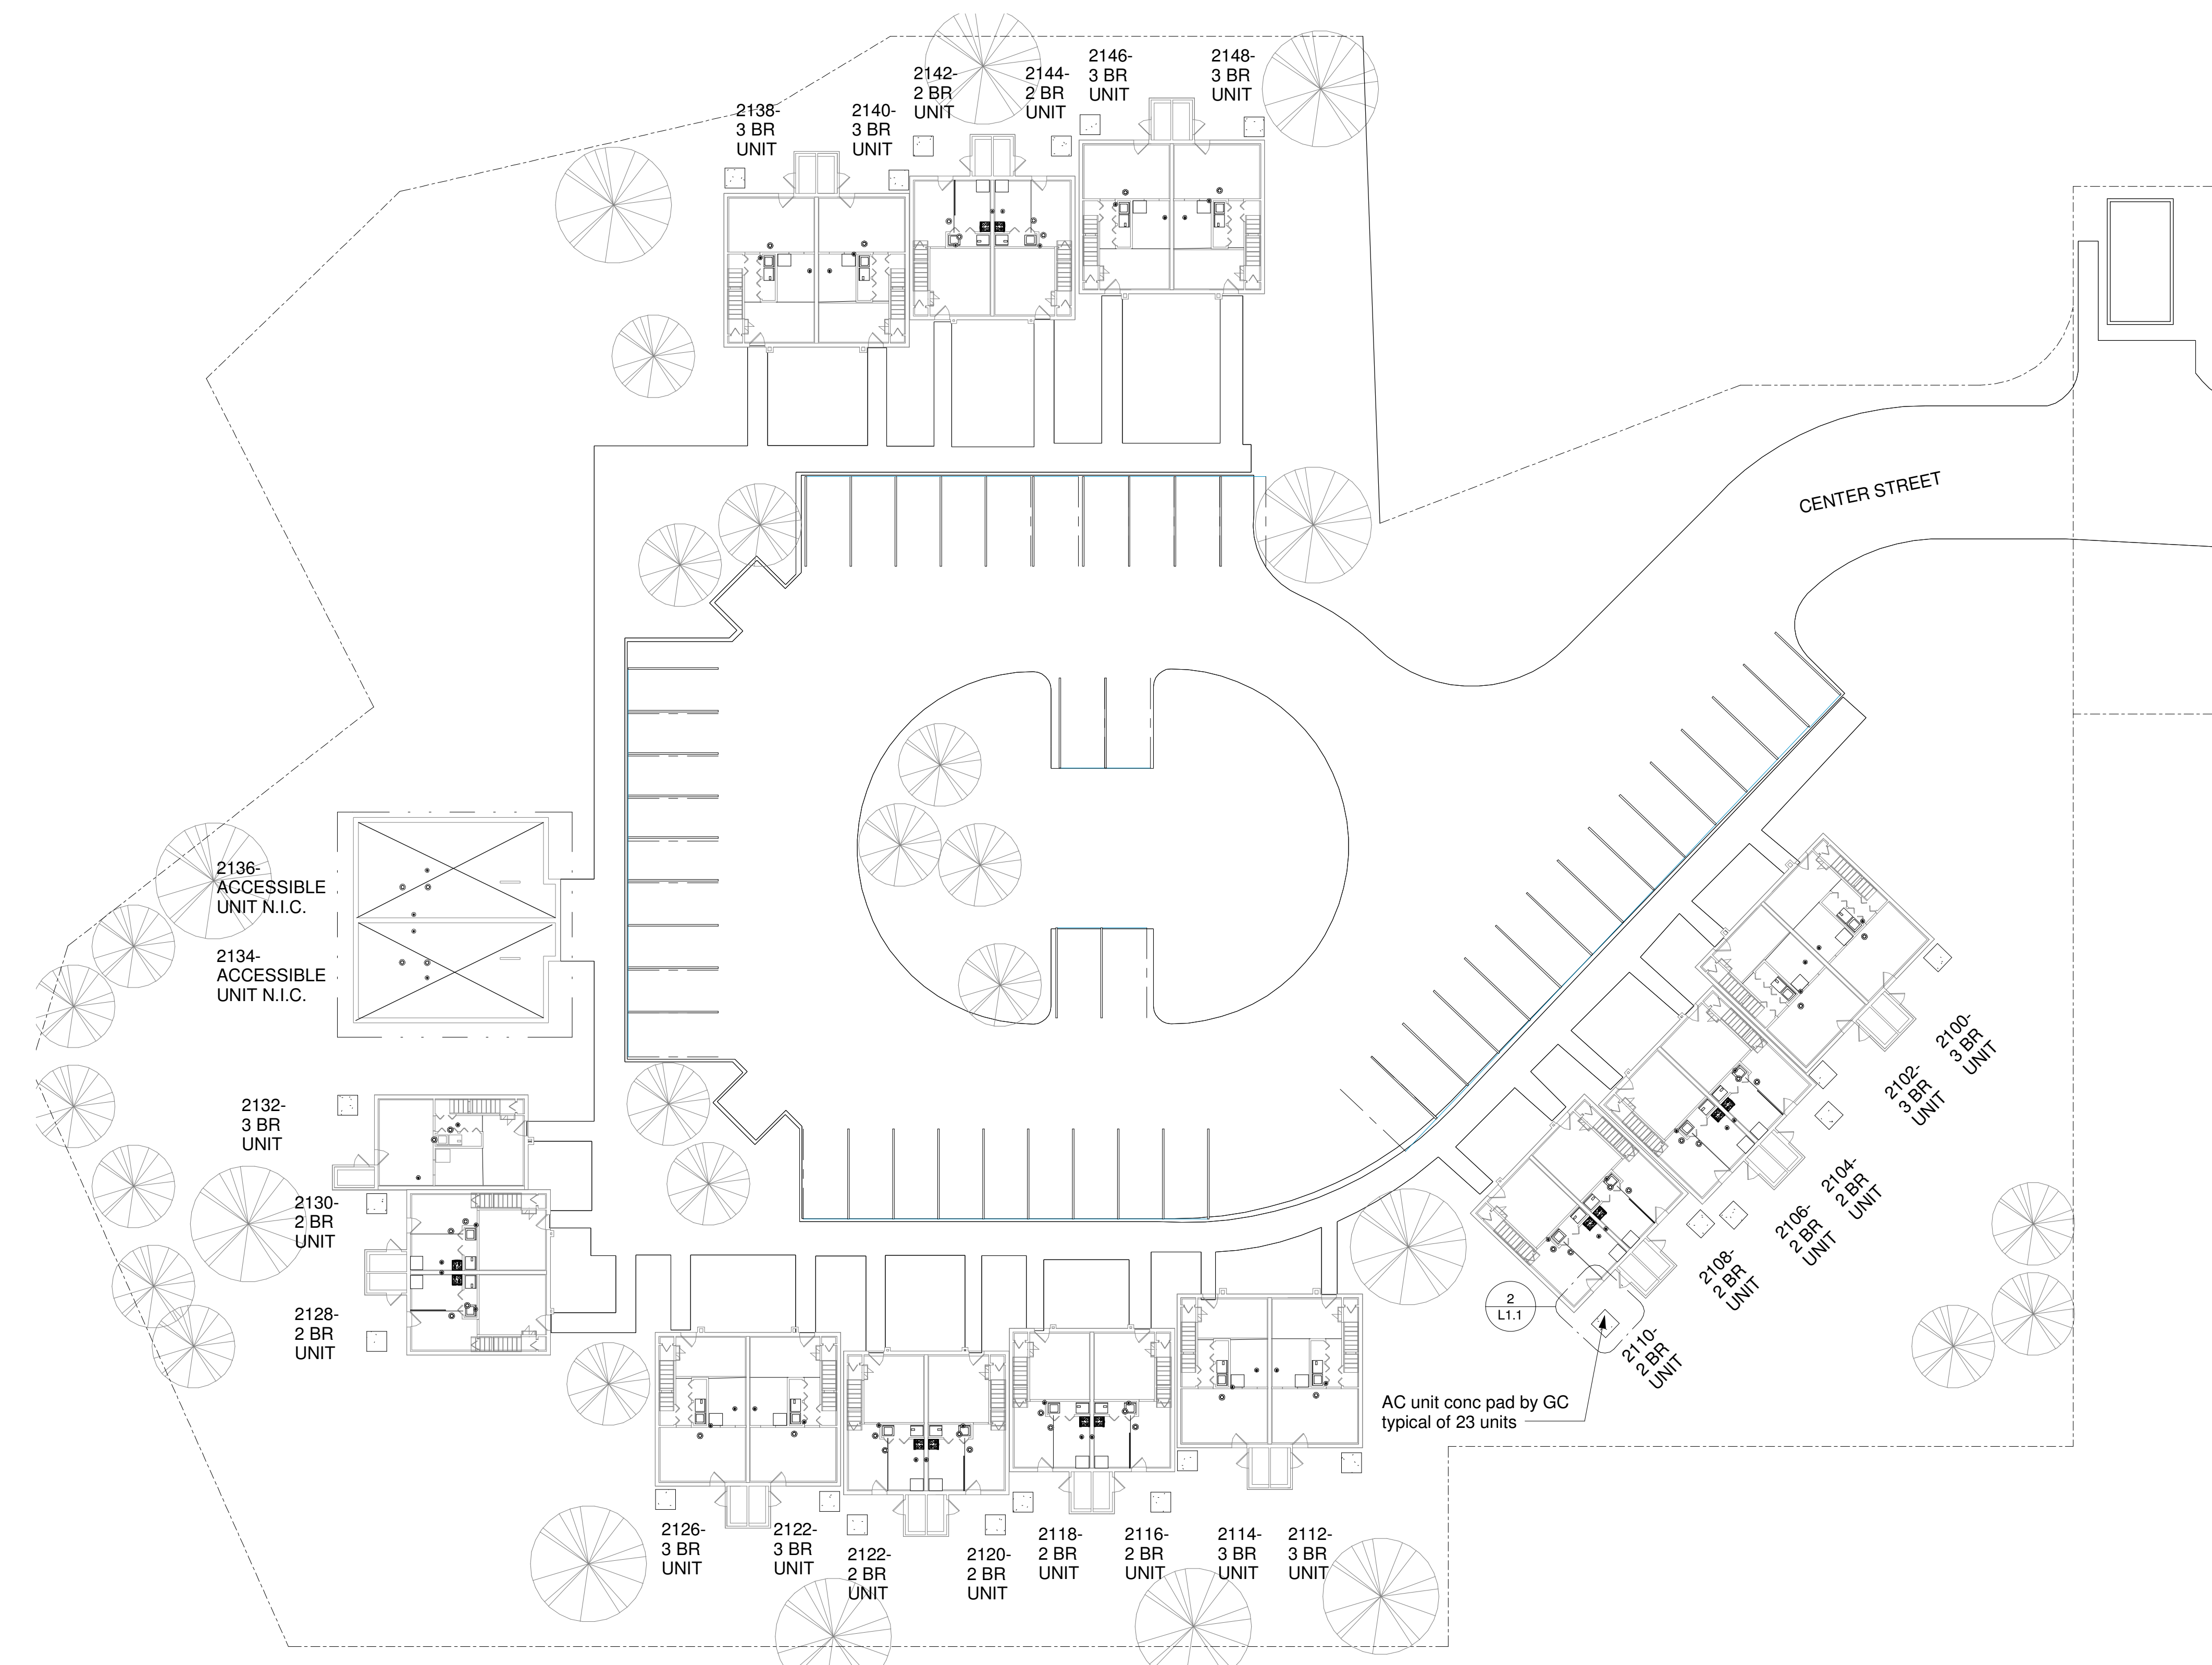 2138-
3 BR
UNIT
2140-
3 BR
UNIT
2142-
2 BR
UNIT
2144-
2 BR
UNIT
2146-
3 BR
UNIT
2148-
3 BR
UNIT
CENTER STREET
2136-
ACCESSIBLE
UNIT N.I.C.
2134-
ACCESSIBLE
UNIT N.I.C.
2132-
3 BR
UNIT
2130-
2 BR
UNIT
2128-
2 BR
UNIT
2100-
3 BR
UNIT
2102-
3 BR
UNIT
2104-
2 BR
UNIT
2106-
2 BR
UNIT
2108-
2 BR
UNIT
2110-
2 BR
UNIT
2
L1.1
AC unit conc pad by GC
typical of 23 units
2126-
3 BR
UNIT
2122-
3 BR
UNIT
2122-
2 BR
UNIT
2120-
2 BR
UNIT
2118-
2 BR
UNIT
2116-
2 BR
UNIT
2114-
3 BR
UNIT
2112-
3 BR
UNIT